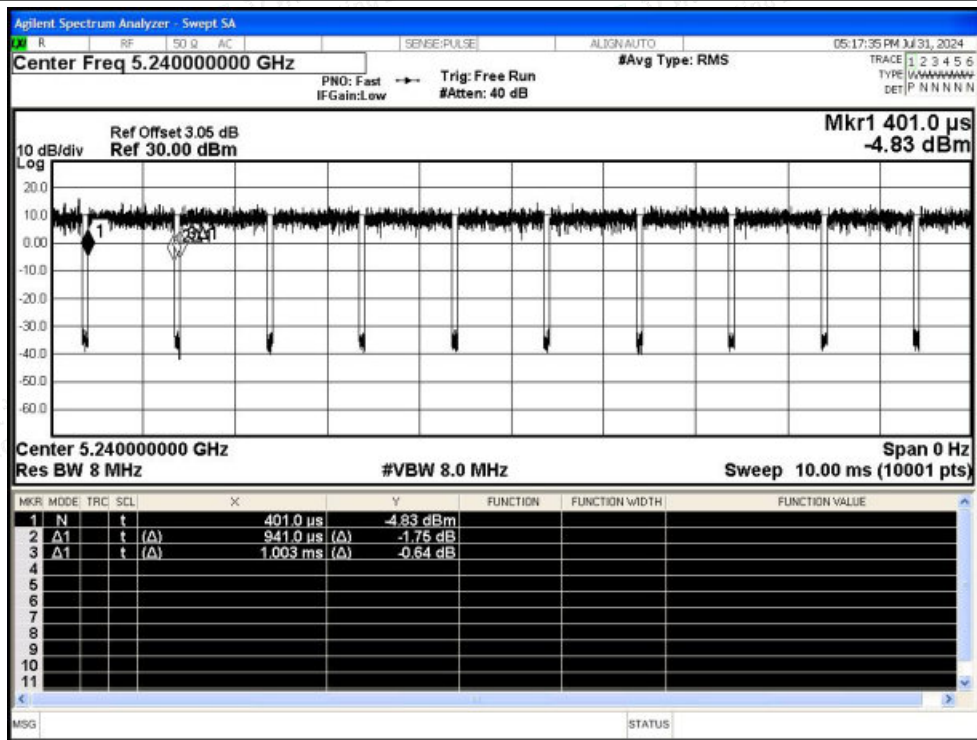 Agilent Spectrum Analyzer - Swept SA
LXI R RF 50 Ω AC SENSE:PULSE ALIGNAUTO 05:17:35 PM Jul 31, 2024
Center Freq 5.240000000 GHz #Avg Type: RMS TRACE 1 2 3 4 5 6
PNO: Fast Trig: Free Run TYPE WWWWWW
IFGain:Low #Atten: 40 dB DET P N N N N N
Mkr1 401.0 µs
Ref Offset 3.05 dB
10 dB/div Ref 30.00 dBm -4.83 dBm
Log
20.0
10.0
1
0.00
-10.0
-20.0
-30.0
-40.0
-50.0
-60.0
Center 5.240000000 GHz Span 0 Hz
Res BW 8 MHz #VBW 8.0 MHz Sweep 10.00 ms (10001 pts)
MKR MODE TRC SCL X Y FUNCTION FUNCTION WIDTH FUNCTION VALUE
1 N t 401.0 µs -4.83 dBm
2 Δ1 t (Δ) 941.0 µs (Δ) -1.75 dB
3 Δ1 t (Δ) 1.003 ms (Δ) -0.64 dB
4
5
6
7
8
9
10
11
MSG STATUS